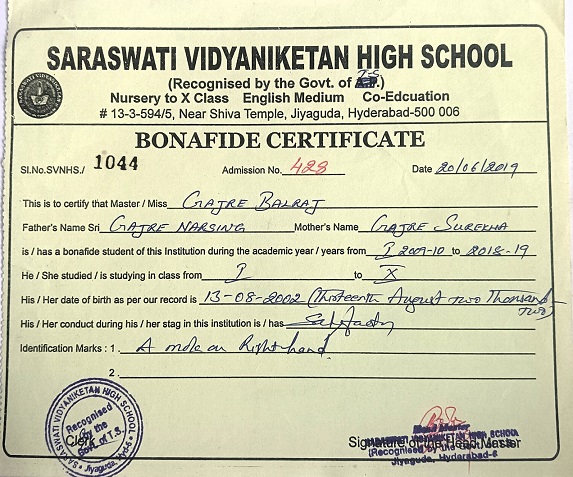 SARASWATI VIDYANIKETAN HIGH SCHOOL
(Recognised by the Govt. of T.S.)
Nursery to X Class English Medium Co-Edcuation
# 13-3-594/5, Near Shiva Temple, Jiyaguda, Hyderabad-500 006
BONAFIDE CERTIFICATE
Sl.No.SVNHS./ 1044 Admission No. 428 Date 20/06/2019
This is to certify that Master / Miss GAJRE BALRAJ
Father's Name Sri GAJRE NARSING Mother's Name GAJRE SUREKHA
is / has a bonafide student of this Institution during the academic year / years from I 2009-10 to 2018-19
He / She studied / is studying in class from I to X
His / Her date of birth as per our record is 13-08-2002 (Thirteenth August two Thousand two)
His / Her conduct during his / her stag in this institution is / has Satisfactory
Identification Marks : 1. A mole on Right hand.
2.
SARASWATI VIDYANIKETAN HIGH SCHOOL
Recognised
by the
Govt. of T.S.
Jiyaguda, Hyd-6
Clerk
Signature of the Head Master
Head Master
SARASWATI VIDYANIKETAN HIGH SCHOOL
(Recognised by the Govt. of T.S.)
Jiyaguda, Hyderabad-6